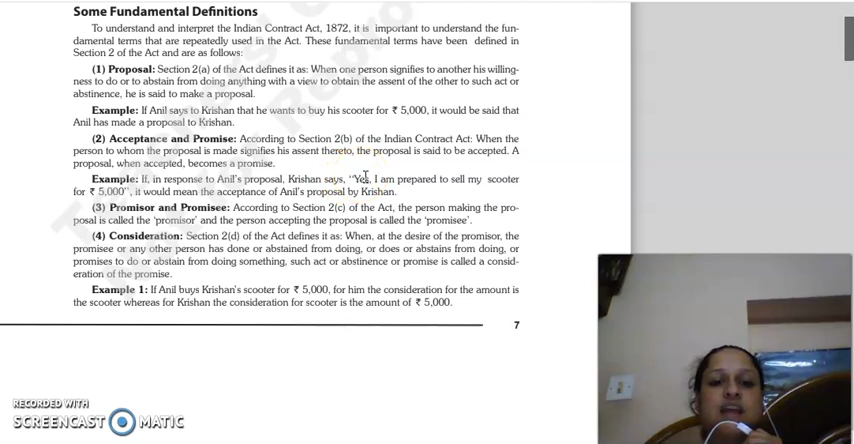 Some Fundamental Definitions
To understand and interpret the Indian Contract Act, 1872, it is important to understand the fun-
damental terms that are repeatedly used in the Act. These fundamental terms have been defined in
Section 2 of the Act and are as follows:
(1) Proposal: Section 2(a) of the Act defines it as: When one person signifies to another his willing-
ness to do or to abstain from doing anything with a view to obtain the assent of the other to such act or
abstinence, he is said to make a proposal.
Example: If Anil says to Krishan that he wants to buy his scooter for ₹ 5,000, it would be said that
Anil has made a proposal to Krishan.
(2) Acceptance and Promise: According to Section 2(b) of the Indian Contract Act: When the
person to whom the proposal is made signifies his assent thereto, the proposal is said to be accepted. A
proposal, when accepted, becomes a promise.
Example: If, in response to Anil's proposal, Krishan says, "Yes, I am prepared to sell my scooter
for ₹ 5,000", it would mean the acceptance of Anil's proposal by Krishan.
(3) Promisor and Promisee: According to Section 2(c) of the Act, the person making the pro-
posal is called the 'promisor' and the person accepting the proposal is called the 'promisee'.
(4) Consideration: Section 2(d) of the Act defines it as: When, at the desire of the promisor, the
promisee or any other person has done or abstained from doing, or does or abstains from doing, or
promises to do or abstain from doing something, such act or abstinence or promise is called a consid-
eration of the promise.
Example 1: If Anil buys Krishan's scooter for ₹ 5,000, for him the consideration for the amount is
the scooter whereas for Krishan the consideration for scooter is the amount of ₹ 5,000.
7
RECORDED WITH
SCREENCAST MATIC